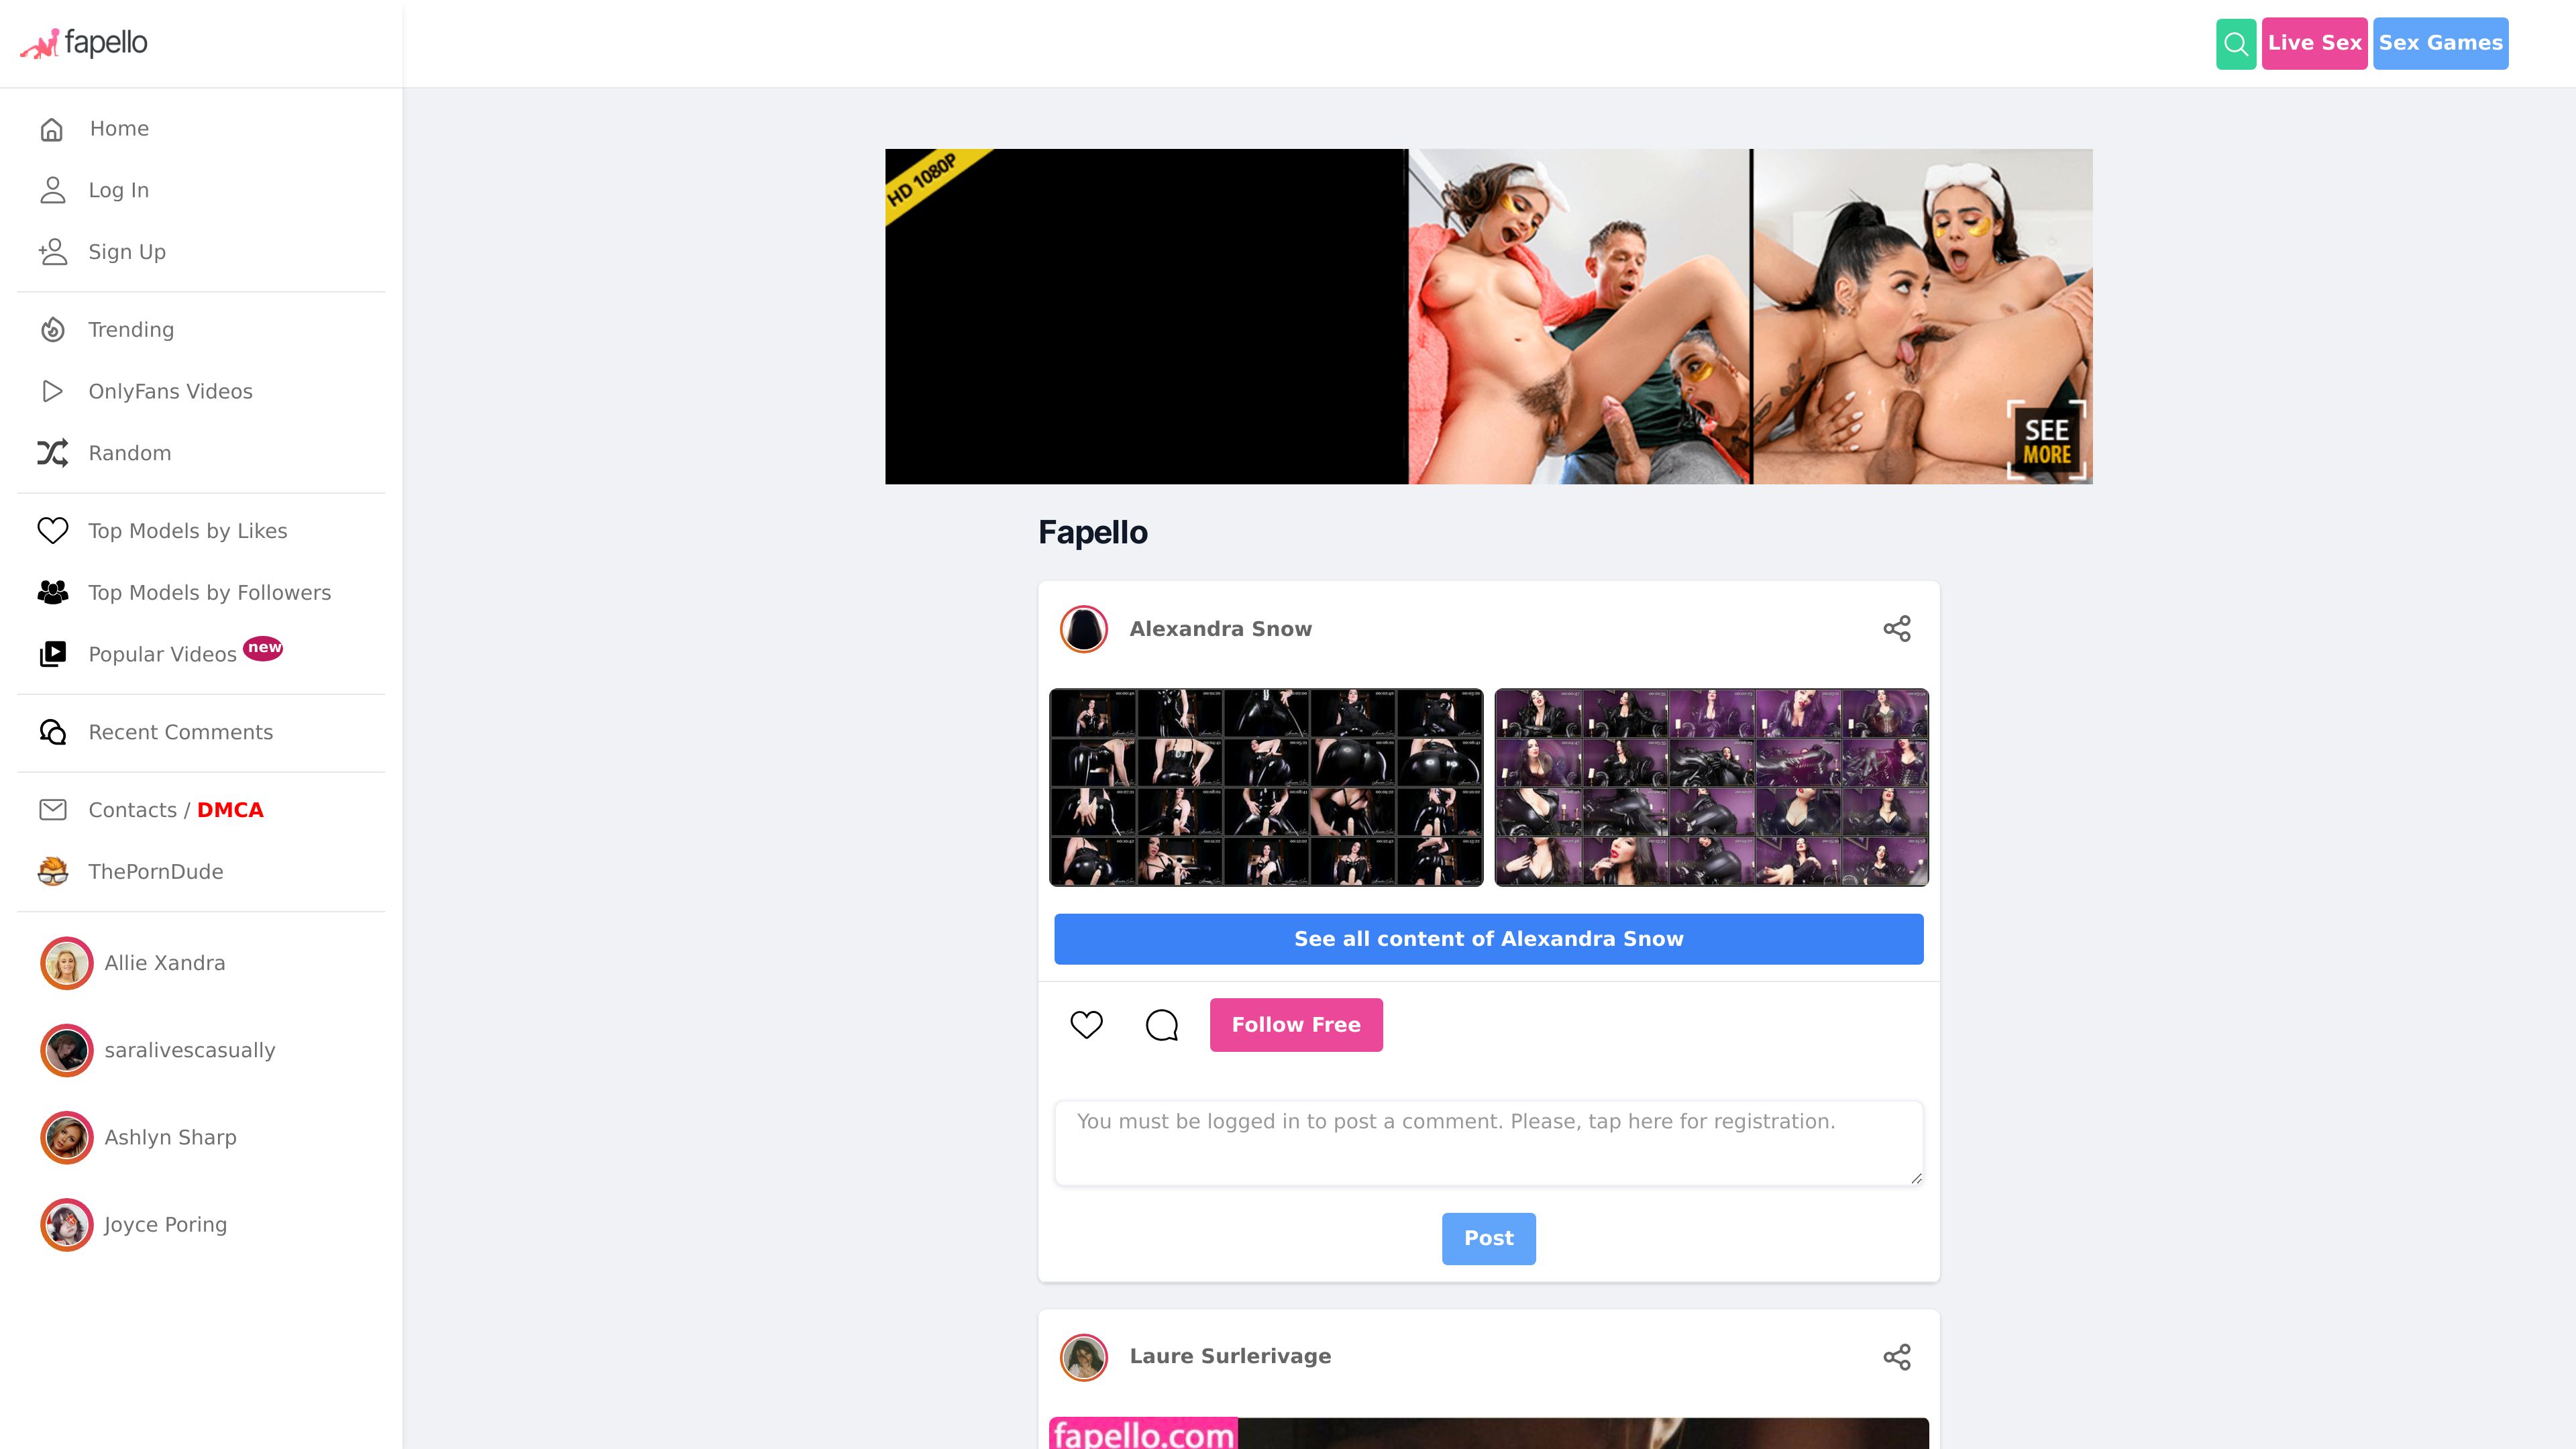 fapello
Live Sex
Sex Games
Home
Log In
Sign Up
Trending
OnlyFans Videos
Random
Top Models by Likes
Top Models by Followers
Popular Videos new
Recent Comments
Contacts / DMCA
ThePornDude
Allie Xandra
saralivescasually
Ashlyn Sharp
Joyce Poring
HD 1080P
SEE
MORE
Fapello
Alexandra Snow
See all content of Alexandra Snow
Follow Free
You must be logged in to post a comment. Please, tap here for registration.
Post
Laure Surlerivage
fapello.com